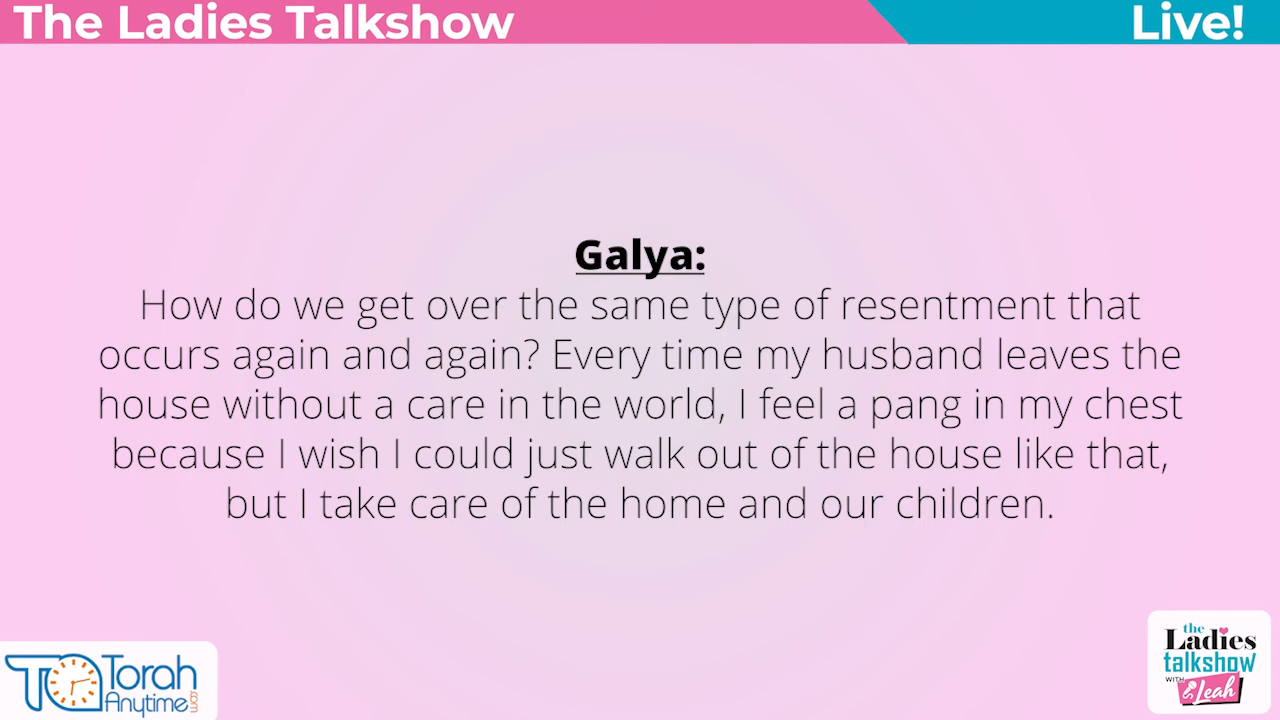 The Ladies Talkshow
Live!
Galya:
How do we get over the same type of resentment that
occurs again and again? Every time my husband leaves the
house without a care in the world, I feel a pang in my chest
because I wish I could just walk out of the house like that,
but I take care of the home and our children.
TA Torah
Anytime.com
the
Ladies
talkshow
WITH Leah